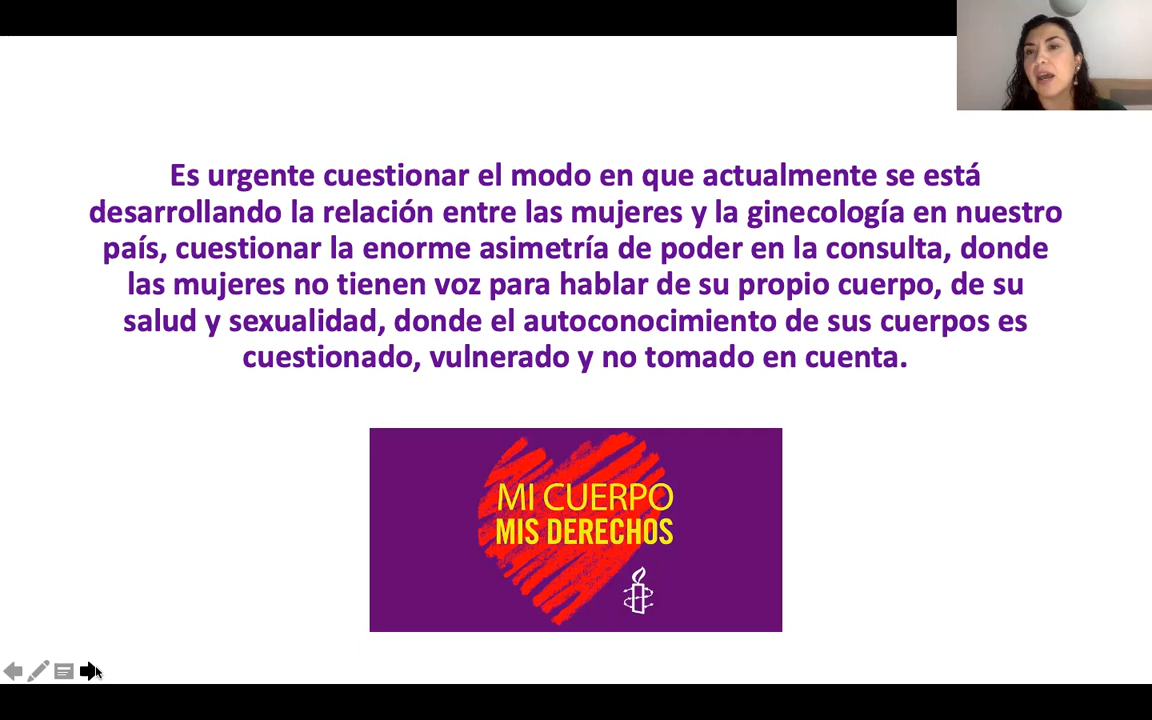 Es urgente cuestionar el modo en que actualmente se está
desarrollando la relación entre las mujeres y la ginecología en nuestro
país, cuestionar la enorme asimetría de poder en la consulta, donde
las mujeres no tienen voz para hablar de su propio cuerpo, de su
salud y sexualidad, donde el autoconocimiento de sus cuerpos es
cuestionado, vulnerado y no tomado en cuenta.
MI CUERPO
MIS DERECHOS